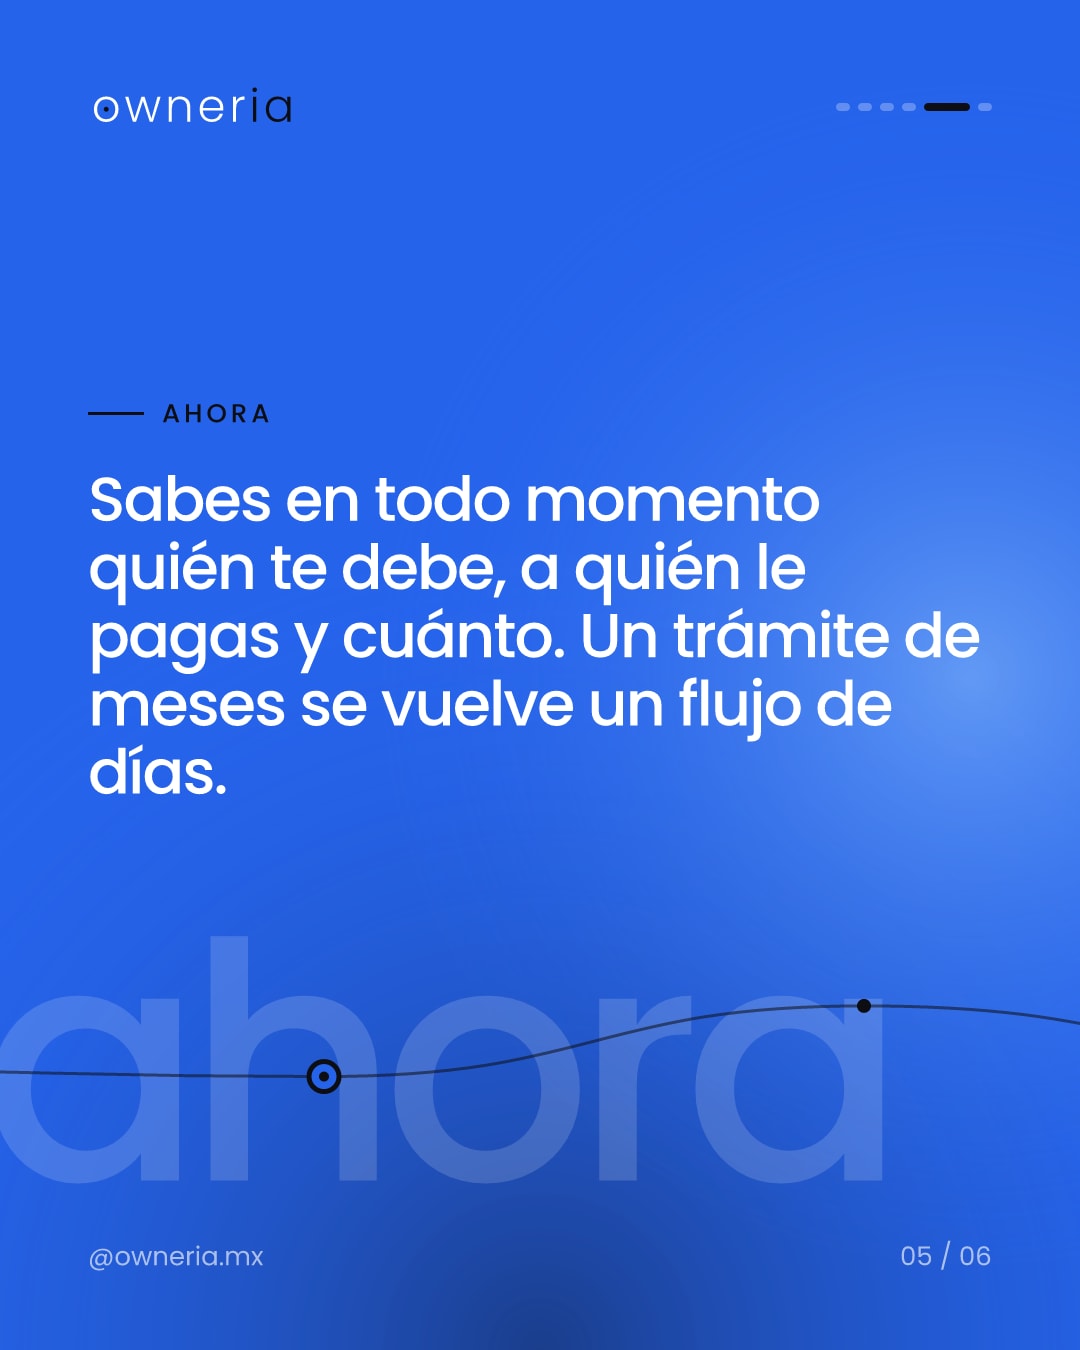 owneria
AHORA
Sabes en todo momento
quién te debe, a quién le
pagas y cuánto. Un trámite de
meses se vuelve un flujo de
días.
ahora
@owneria.mx
05 / 06